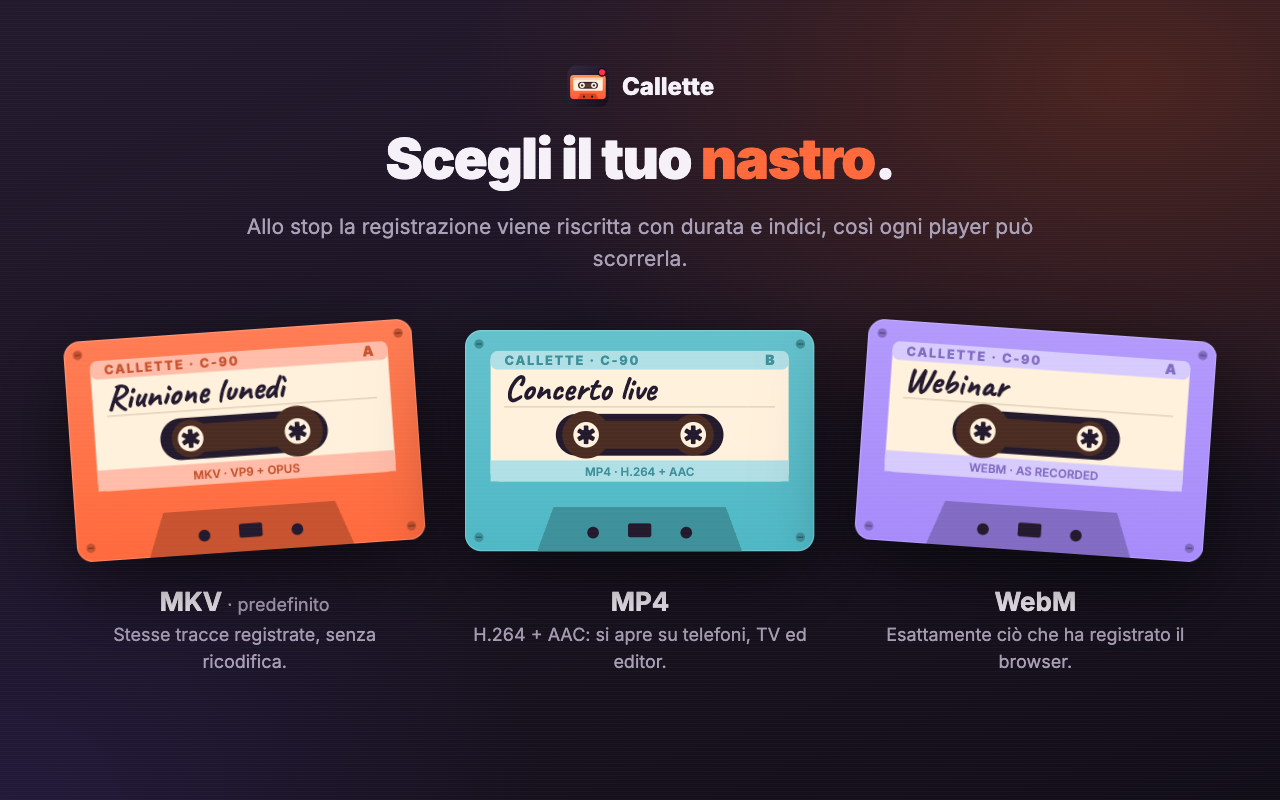 Callette
Scegli il tuo nastro.
Allo stop la registrazione viene riscritta con durata e indici, così ogni player può
scorrerla.
CALLETTE · C-90 A
Riunione lunedì
MKV · VP9 + OPUS
CALLETTE · C-90 B
Concerto live
MP4 · H.264 + AAC
CALLETTE · C-90 A
Webinar
WEBM · AS RECORDED
MKV · predefinito
Stesse tracce registrate, senza
ricodifica.
MP4
H.264 + AAC: si apre su telefoni, TV ed
editor.
WebM
Esattamente ciò che ha registrato il
browser.